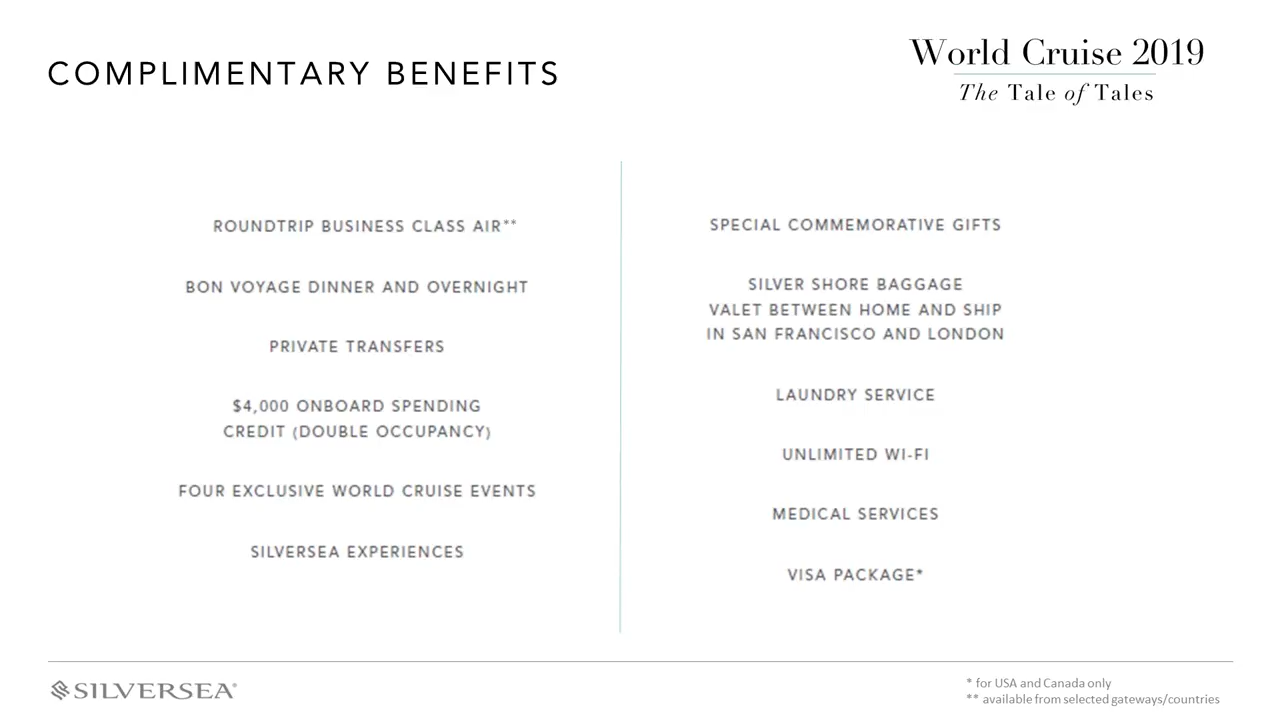 COMPLIMENTARY BENEFITS
World Cruise 2019
The Tale of Tales
ROUNDTRIP BUSINESS CLASS AIR**
BON VOYAGE DINNER AND OVERNIGHT
PRIVATE TRANSFERS
$4,000 ONBOARD SPENDING
CREDIT (DOUBLE OCCUPANCY)
FOUR EXCLUSIVE WORLD CRUISE EVENTS
SILVERSEA EXPERIENCES
SPECIAL COMMEMORATIVE GIFTS
SILVER SHORE BAGGAGE
VALET BETWEEN HOME AND SHIP
IN SAN FRANCISCO AND LONDON
LAUNDRY SERVICE
UNLIMITED WI-FI
MEDICAL SERVICES
VISA PACKAGE*
SILVERSEA®
* for USA and Canada only
** available from selected gateways/countries